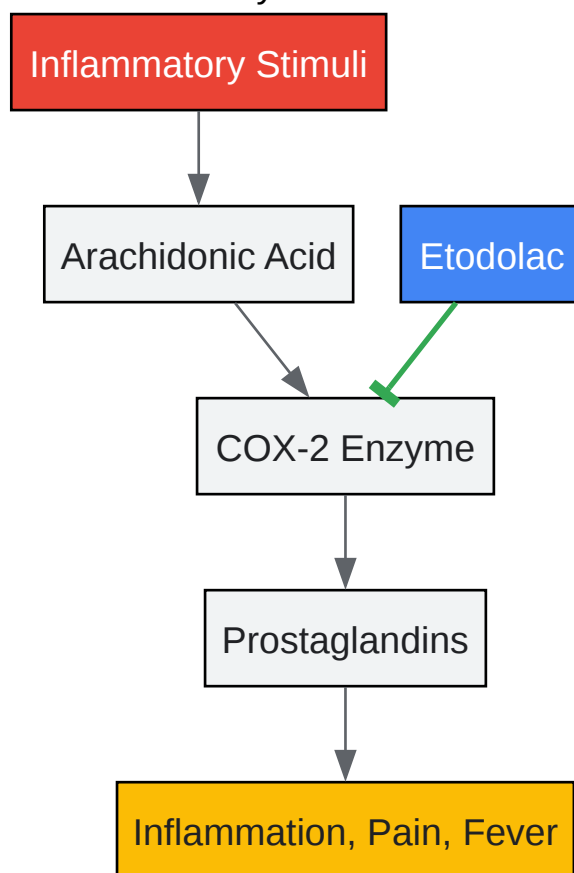 Inflammatory Stimuli
Arachidonic Acid
Etodolac
COX-2 Enzyme
Prostaglandins
Inflammation, Pain, Fever